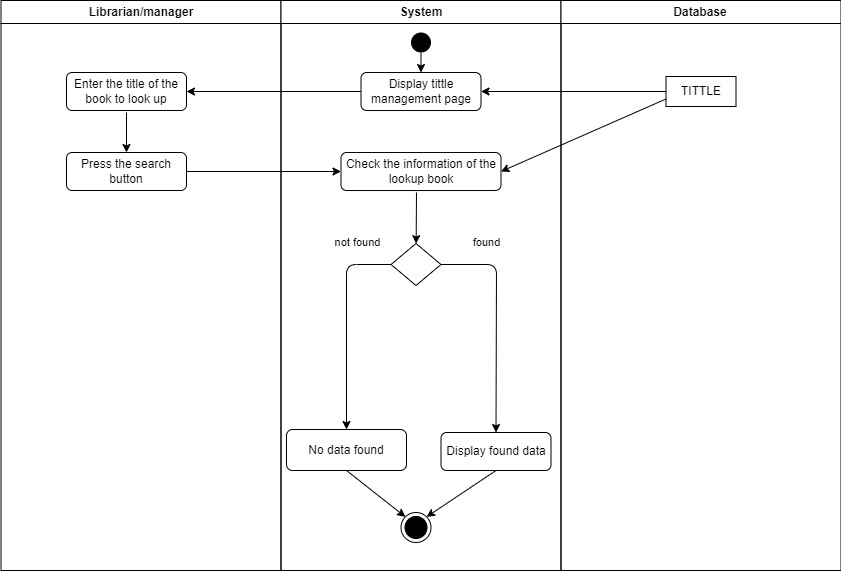 Librarian/manager
System
Database
Enter the title of the
book to look up
Display tittle
management page
TITTLE
Press the search
button
Check the information of the
lookup book
not found
found
No data found
Display found data